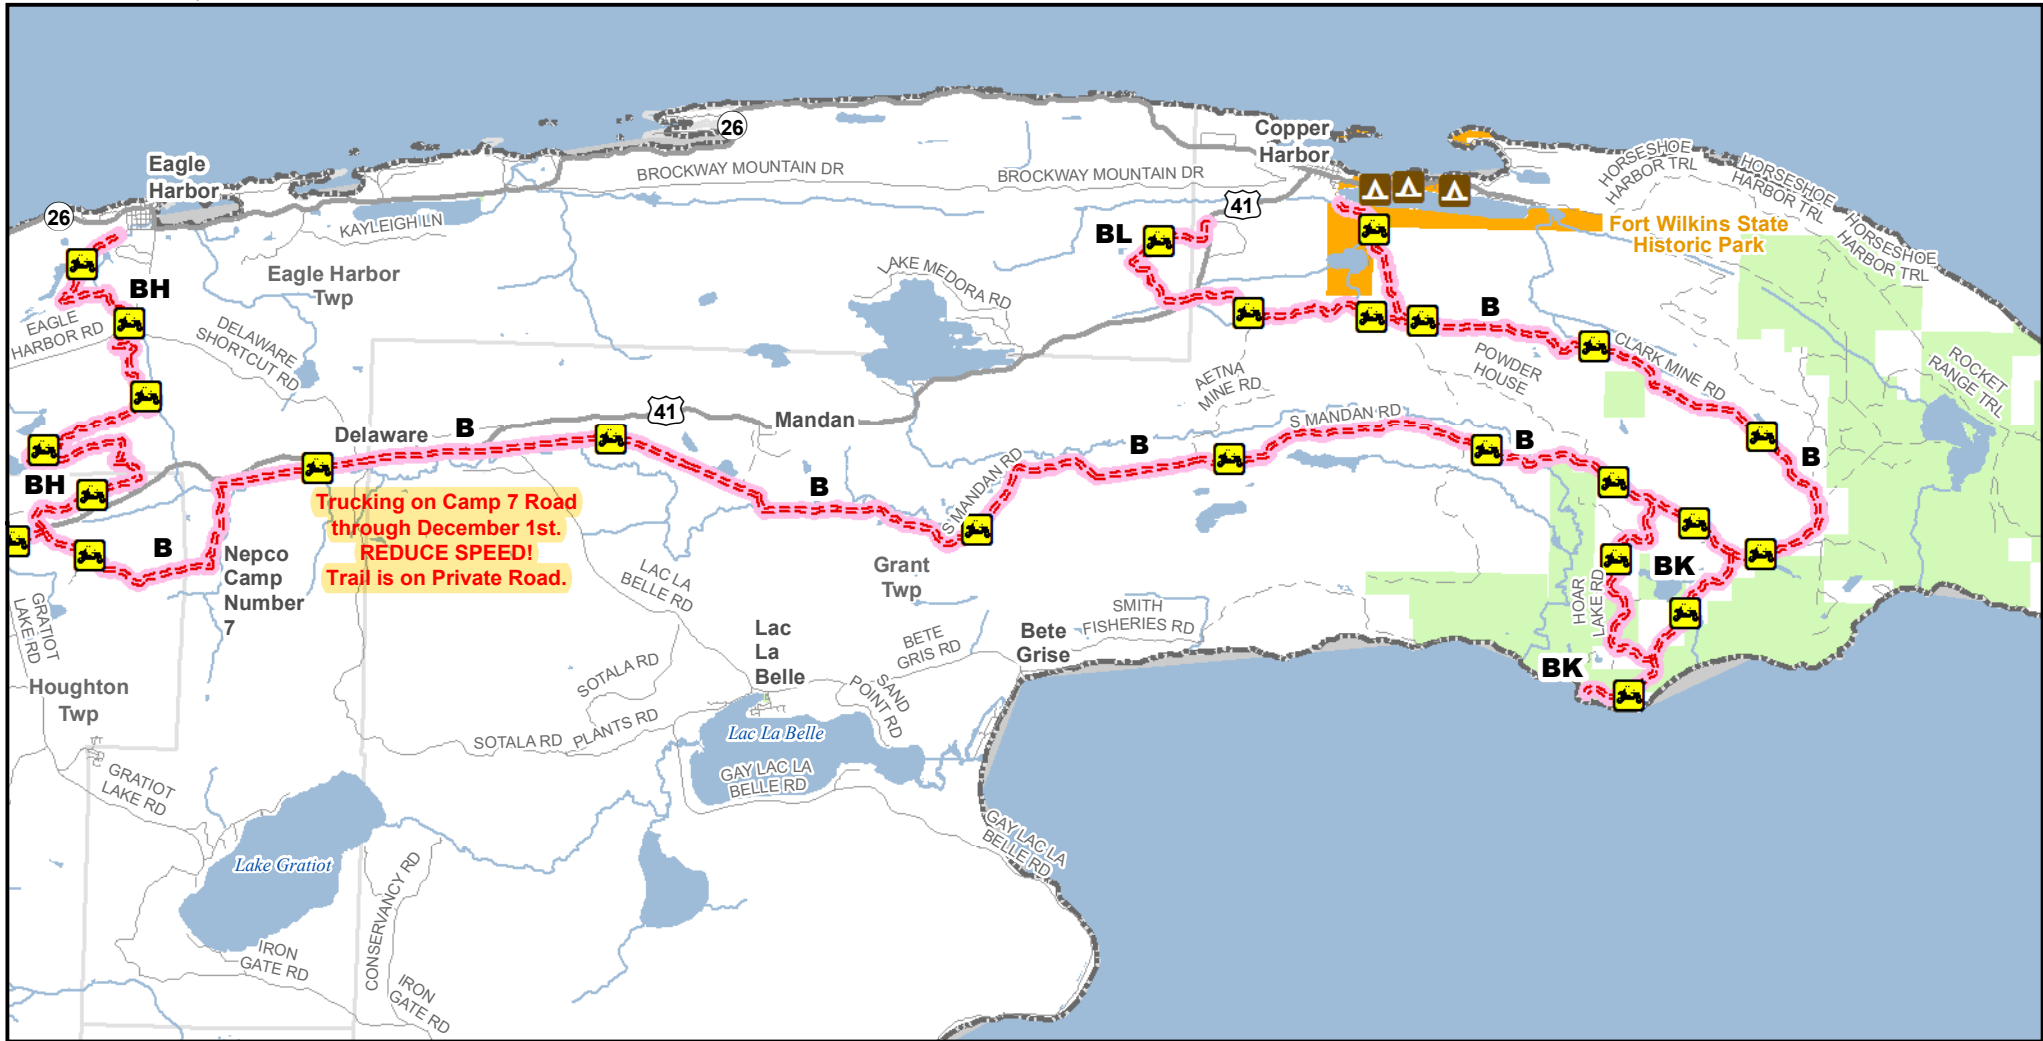 26
Copper
Harbor
Eagle
Harbor
BROCKWAY MOUNTAIN DR
BROCKWAY MOUNTAIN DR
HORSESHOE
HARBOR TRL
HORSESHOE
HARBOR TRL
HORSESHOE
HARBOR TRL
26
KAYLEIGH LN
41
BL
Fort Wilkins State
Historic Park
Eagle Harbor
Twp
LAKE MEDORA RD
BH
EAGLE
HARBOR RD
DELAWARE
SHORTCUT RD
B
POWDER
HOUSE
CLARK MINE RD
ROCKET
RANGE TRL
AETNA
MINE RD
41
Mandan
Delaware
B
S MANDAN RD
B
B
B
BH
B
S MANDAN RD
Trucking on Camp 7 Road
through December 1st.
REDUCE SPEED!
Trail is on Private Road.
B
Nepco
Camp
Number
7
Grant
Twp
LAC LA
BELLE RD
BK
HOAR
LAKE RD
GRATIOT
LAKE RD
SMITH
FISHERIES RD
Bete
Grise
BETE
GRIS RD
Lac
La
Belle
SOTALA RD
SAND
POINT RD
BK
Houghton
Twp
PLANTS RD
SOTALA RD
Lac La Belle
GAY LAC LA
BELLE RD
GRATIOT
LAKE RD
GAY LAC LA
BELLE RD
Lake Gratiot
CONSERVANCY RD
IRON
GATE RD
IRON
GATE RD